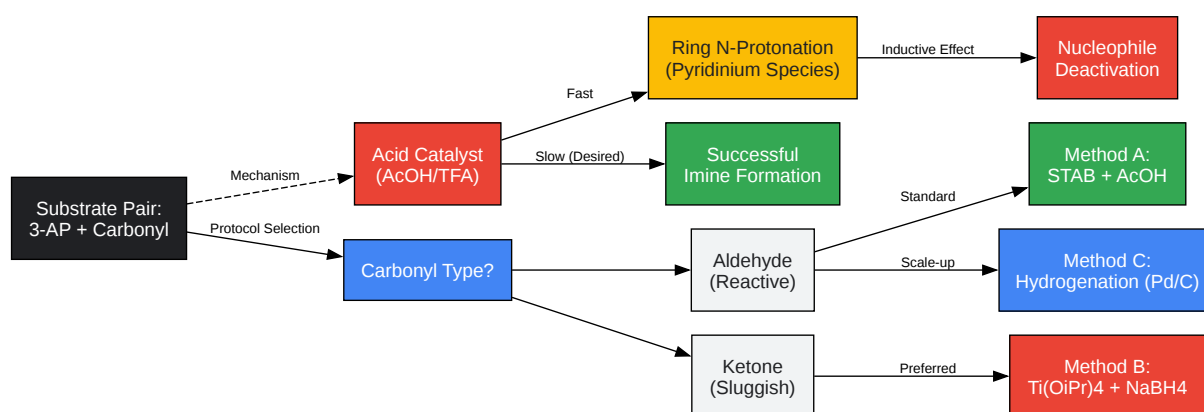 Substrate Pair:
3-AP + Carbonyl
Mechanism
Protocol Selection
Acid Catalyst
(AcOH/TFA)
Carbonyl Type?
Fast
Slow (Desired)
Ring N-Protonation
(Pyridinium Species)
Inductive Effect
Nucleophile
Deactivation
Successful
Imine Formation
Aldehyde
(Reactive)
Standard
Scale-up
Method A:
STAB + AcOH
Method C:
Hydrogenation (Pd/C)
Ketone
(Sluggish)
Preferred
Method B:
Ti(OiPr)4 + NaBH4